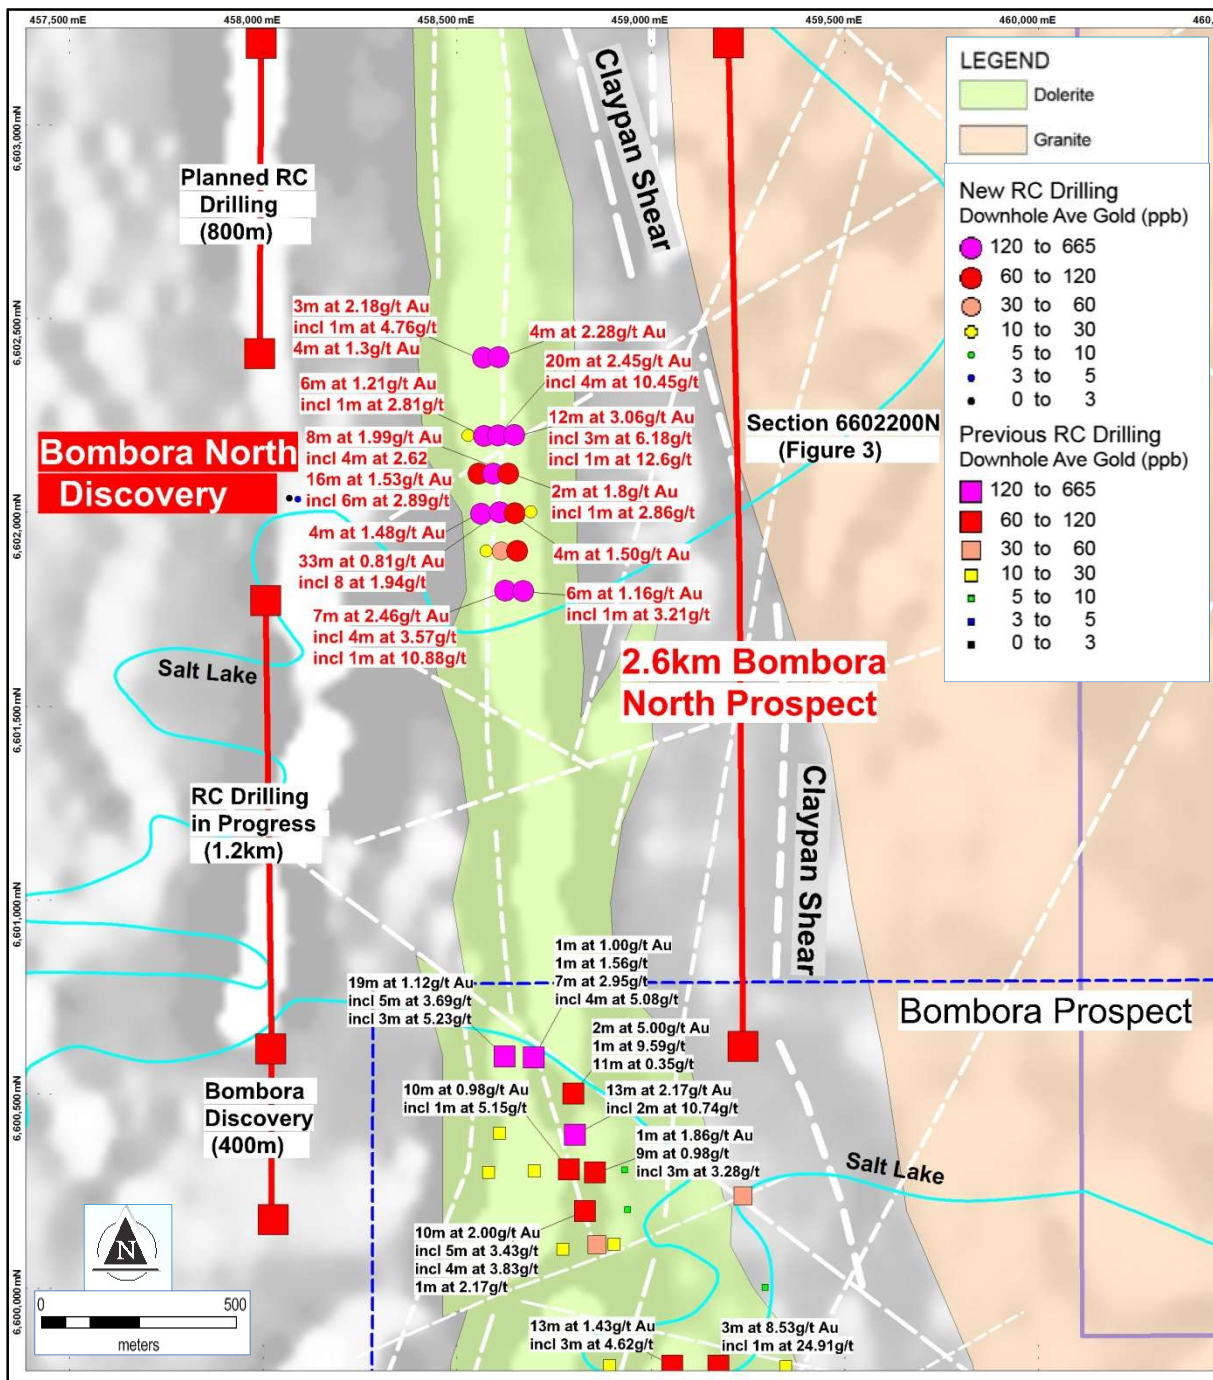 457,500 mE
458,000 mE
458,500 mE
459,000 mE
459,500 mE
460,000 mE
460,
6,603,000 mN
6,602,500 mN
6,602,000 mN
6,601,500 mN
6,601,000 mN
6,600,500 mN
6,600,000 mN
LEGEND
Dolerite
Granite
New RC Drilling
Downhole Ave Gold (ppb)
120 to 665
60 to 120
30 to 60
10 to 30
5 to 10
3 to 5
0 to 3
Previous RC Drilling
Downhole Ave Gold (ppb)
120 to 665
60 to 120
30 to 60
10 to 30
5 to 10
3 to 5
0 to 3
Claypan Shear
Planned RC
Drilling
(800m)
3m at 2.18g/t Au
incl 1m at 4.76g/t
4m at 1.3g/t Au
4m at 2.28g/t Au
20m at 2.45g/t Au
incl 4m at 10.45g/t
6m at 1.21g/t Au
incl 1m at 2.81g/t
12m at 3.06g/t Au
incl 3m at 6.18g/t
incl 1m at 12.6g/t
Section 6602200N
(Figure 3)
Bombora North
Discovery
8m at 1.99g/t Au
incl 4m at 2.62
16m at 1.53g/t Au
incl 6m at 2.89g/t
2m at 1.8g/t Au
incl 1m at 2.86g/t
4m at 1.48g/t Au
4m at 1.50g/t Au
33m at 0.81g/t Au
incl 8 at 1.94g/t
6m at 1.16g/t Au
incl 1m at 3.21g/t
7m at 2.46g/t Au
incl 4m at 3.57g/t
incl 1m at 10.88g/t
Salt Lake
2.6km Bombora
North Prospect
RC Drilling
in Progress
(1.2km)
Claypan Shear
1m at 1.00g/t Au
1m at 1.56g/t
7m at 2.95g/t
incl 4m at 5.08g/t
19m at 1.12g/t Au
incl 5m at 3.69g/t
incl 3m at 5.23g/t
Bombora Prospect
2m at 5.00g/t Au
1m at 9.59g/t
11m at 0.35g/t
Bombora
Discovery
(400m)
10m at 0.98g/t Au
incl 1m at 5.15g/t
13m at 2.17g/t Au
incl 2m at 10.74g/t
1m at 1.86g/t Au
9m at 0.98g/t
incl 3m at 3.28g/t
Salt Lake
10m at 2.00g/t Au
incl 5m at 3.43g/t
incl 4m at 3.83g/t
1m at 2.17g/t
N
0 500
meters
13m at 1.43g/t Au
incl 3m at 4.62g/t
3m at 8.53g/t Au
incl 1m at 24.91g/t